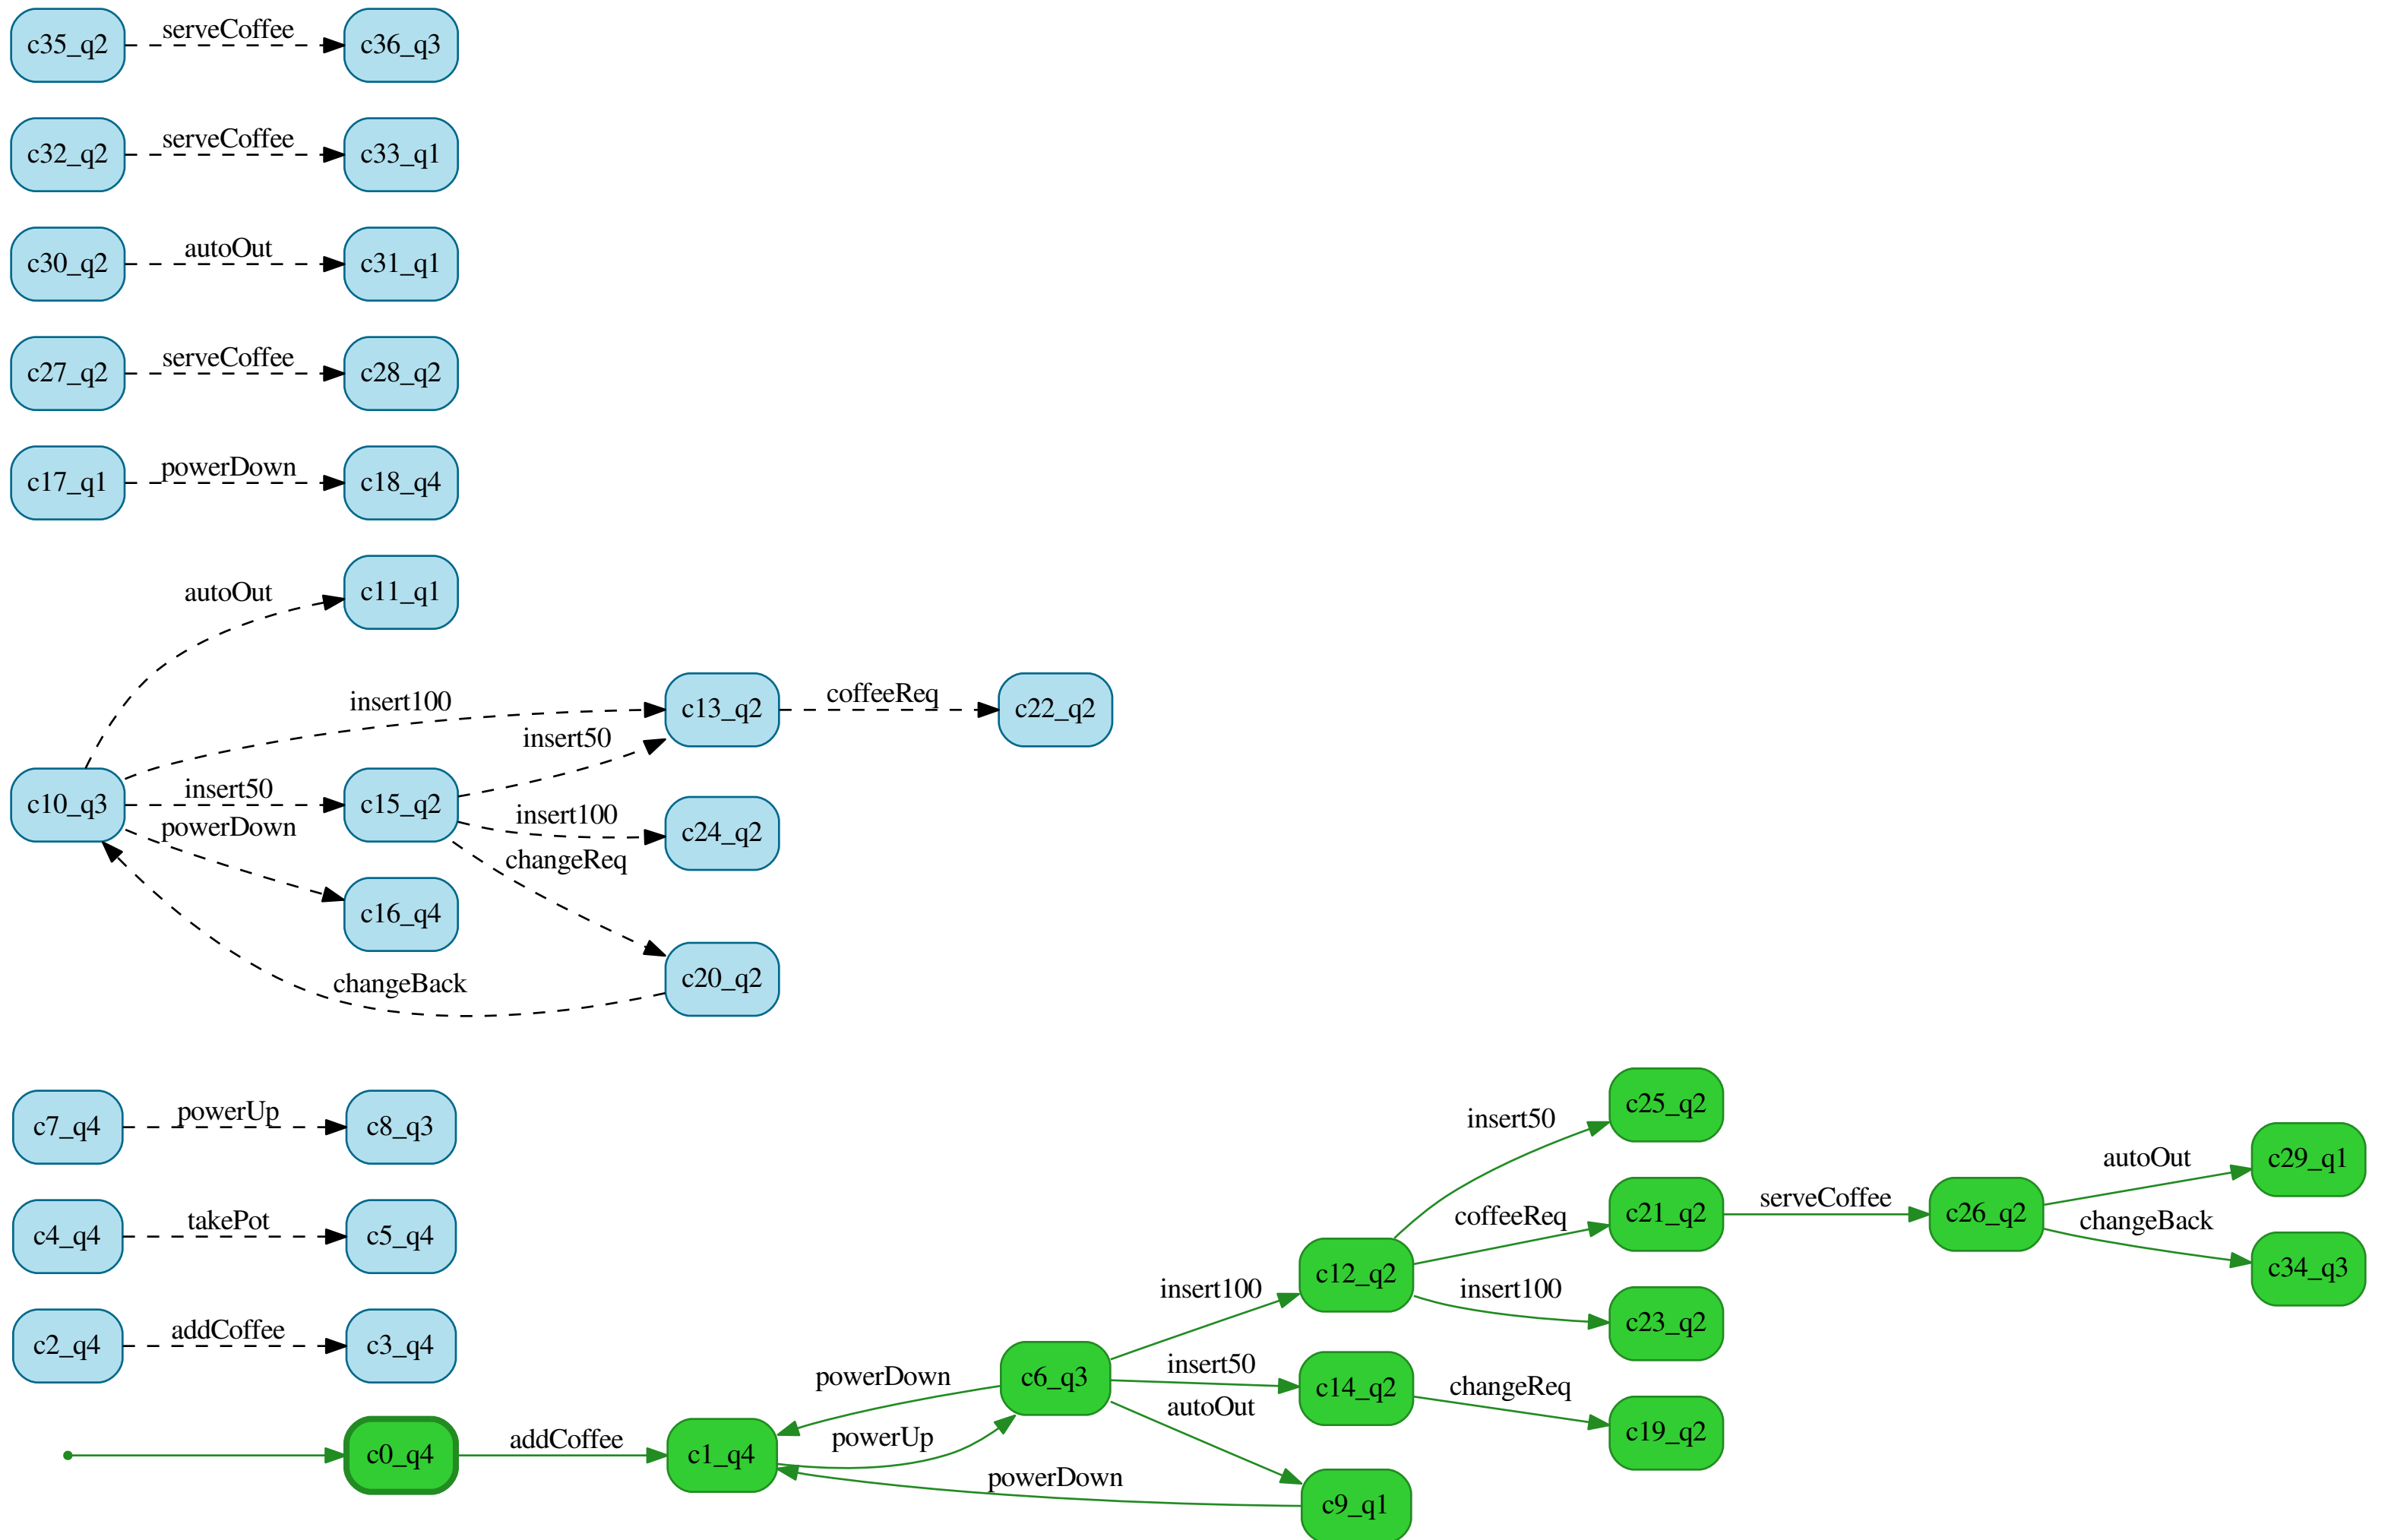 c35_q2 serveCoffee c36_q3
c32_q2 serveCoffee c33_q1
c30_q2 autoOut c31_q1
c27_q2 serveCoffee c28_q2
c17_q1 powerDown c18_q4
autoOut c11_q1
insert100 c13_q2 coffeeReq c22_q2
insert50
c10_q3 insert50 c15_q2 insert100 c24_q2
powerDown changeReq
c16_q4
changeBack c20_q2
c7_q4 powerUp c8_q3
c4_q4 takePot c5_q4
c2_q4 addCoffee c3_q4
insert50 c25_q2
autoOut c29_q1
coffeeReq c21_q2 serveCoffee c26_q2 changeBack
c34_q3
insert100 c12_q2 insert100 c23_q2
powerDown c6_q3 insert50 c14_q2 changeReq c19_q2
autoOut
c0_q4 addCoffee c1_q4 powerUp
powerDown c9_q1